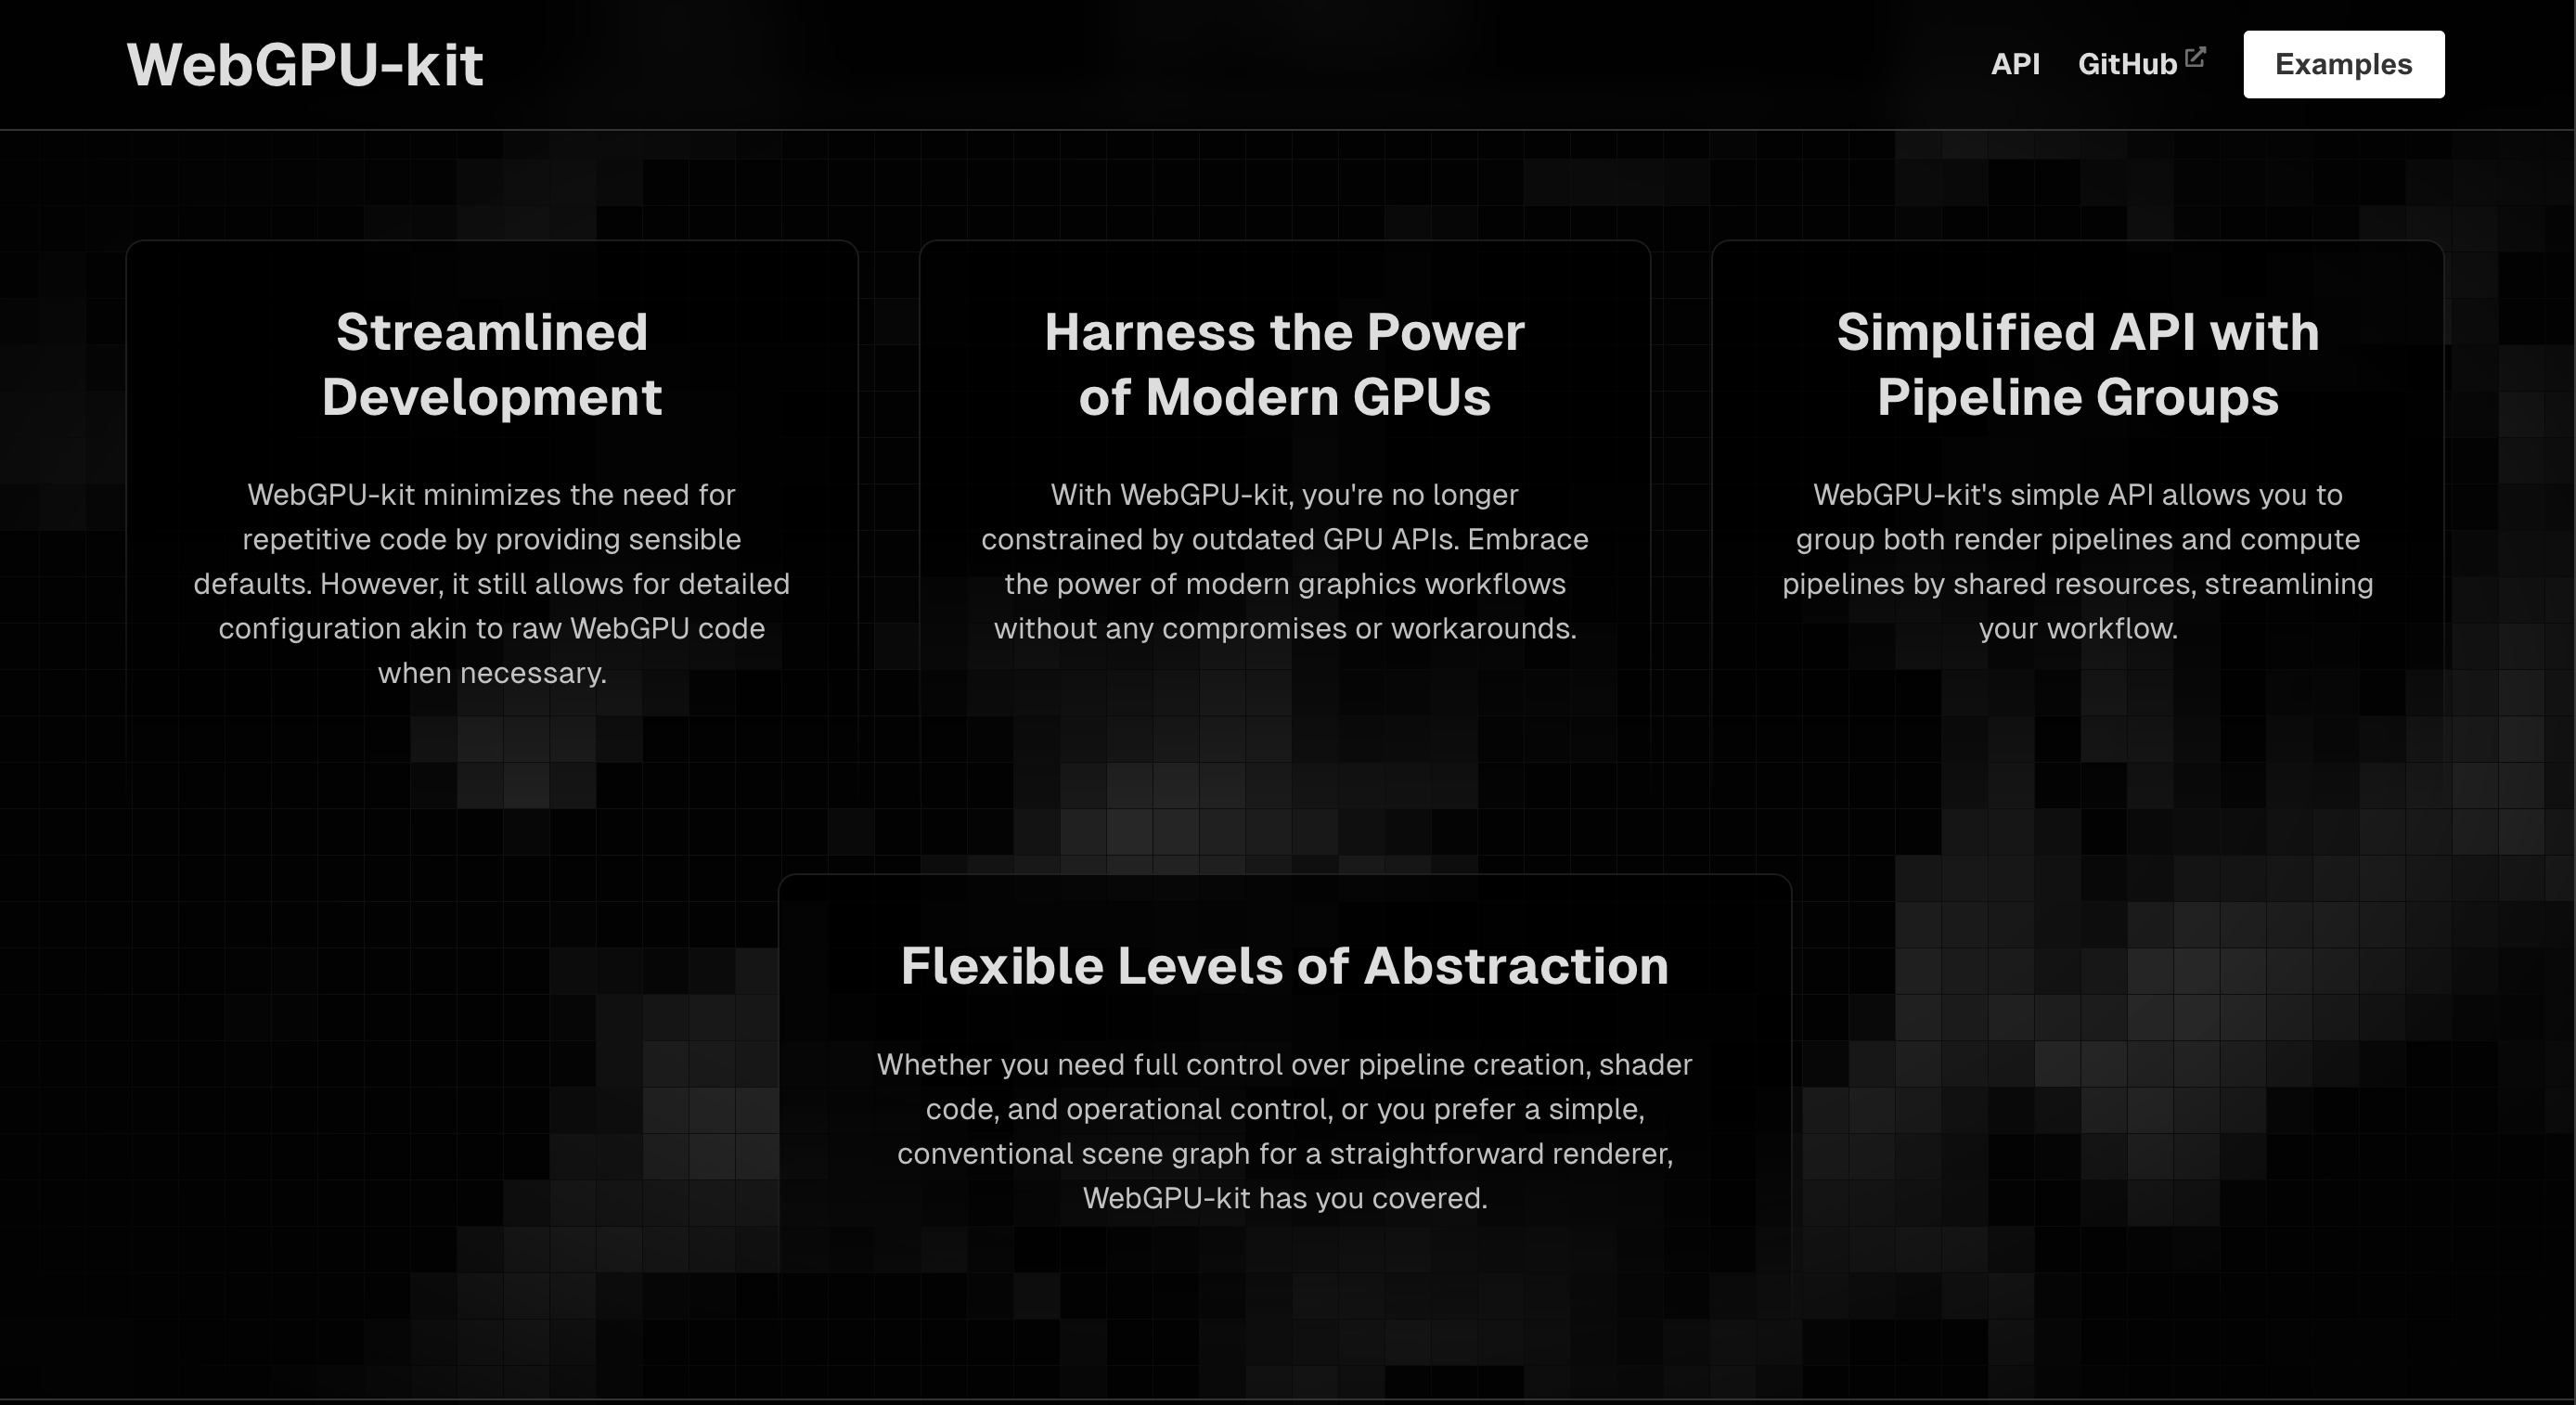 WebGPU-kit
API
GitHub
Examples
Streamlined
Development
WebGPU-kit minimizes the need for
repetitive code by providing sensible
defaults. However, it still allows for detailed
configuration akin to raw WebGPU code
when necessary.
Harness the Power
of Modern GPUs
With WebGPU-kit, you're no longer
constrained by outdated GPU APIs. Embrace
the power of modern graphics workflows
without any compromises or workarounds.
Simplified API with
Pipeline Groups
WebGPU-kit's simple API allows you to
group both render pipelines and compute
pipelines by shared resources, streamlining
your workflow.
Flexible Levels of Abstraction
Whether you need full control over pipeline creation, shader
code, and operational control, or you prefer a simple,
conventional scene graph for a straightforward renderer,
WebGPU-kit has you covered.